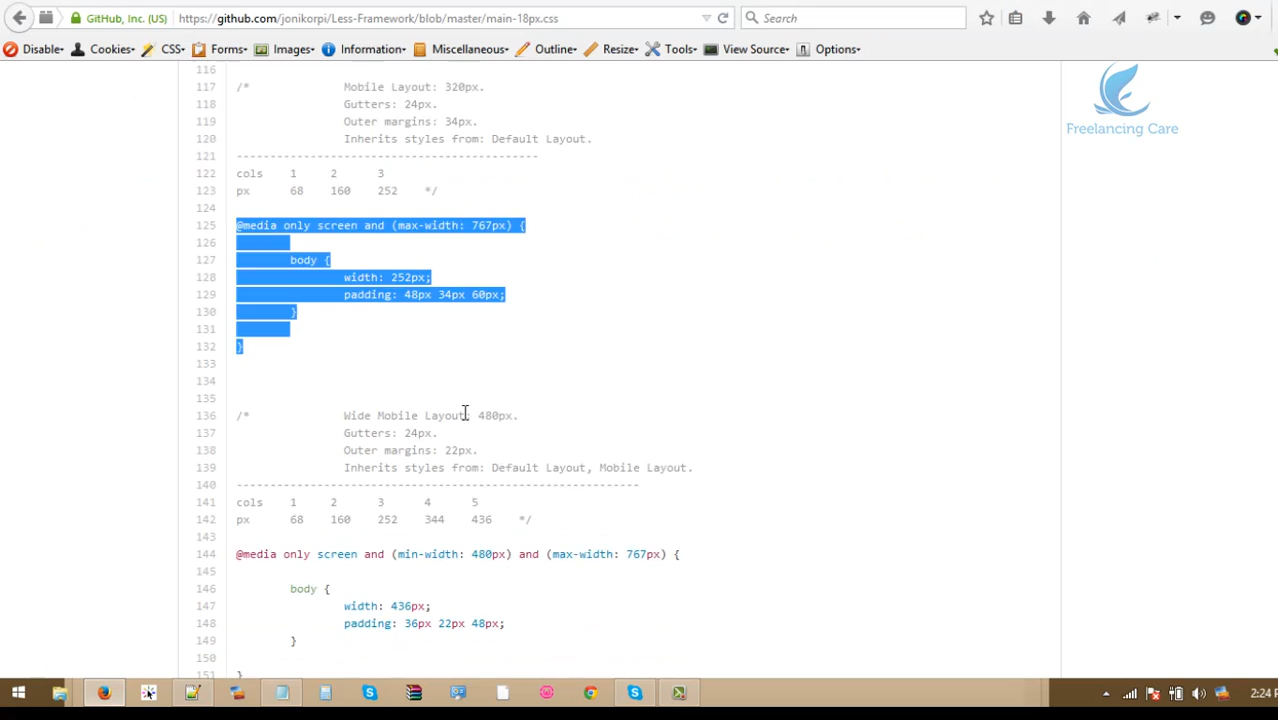 GitHub, Inc. (US) https://github.com/jonikorpi/Less-Framework/blob/master/main-18px.css Search
Disable Cookies CSS Forms Images Information Miscellaneous Outline Resize Tools View Source Options
Freelancing Care
116
117 /* Mobile Layout: 320px.
118 Gutters: 24px.
119 Outer margins: 34px.
120 Inherits styles from: Default Layout.
121 ---------------------------------------------
122 cols 1 2 3
123 px 68 160 252 */
124
125 @media only screen and (max-width: 767px) {
126
127 body {
128 width: 252px;
129 padding: 48px 34px 60px;
130 }
131
132 }
133
134
135
136 /* Wide Mobile Layout: 480px.
137 Gutters: 24px.
138 Outer margins: 22px.
139 Inherits styles from: Default Layout, Mobile Layout.
140 ------------------------------------------------------------
141 cols 1 2 3 4 5
142 px 68 160 252 344 436 */
143
144 @media only screen and (min-width: 480px) and (max-width: 767px) {
145
146 body {
147 width: 436px;
148 padding: 36px 22px 48px;
149 }
150
151 }
2:24